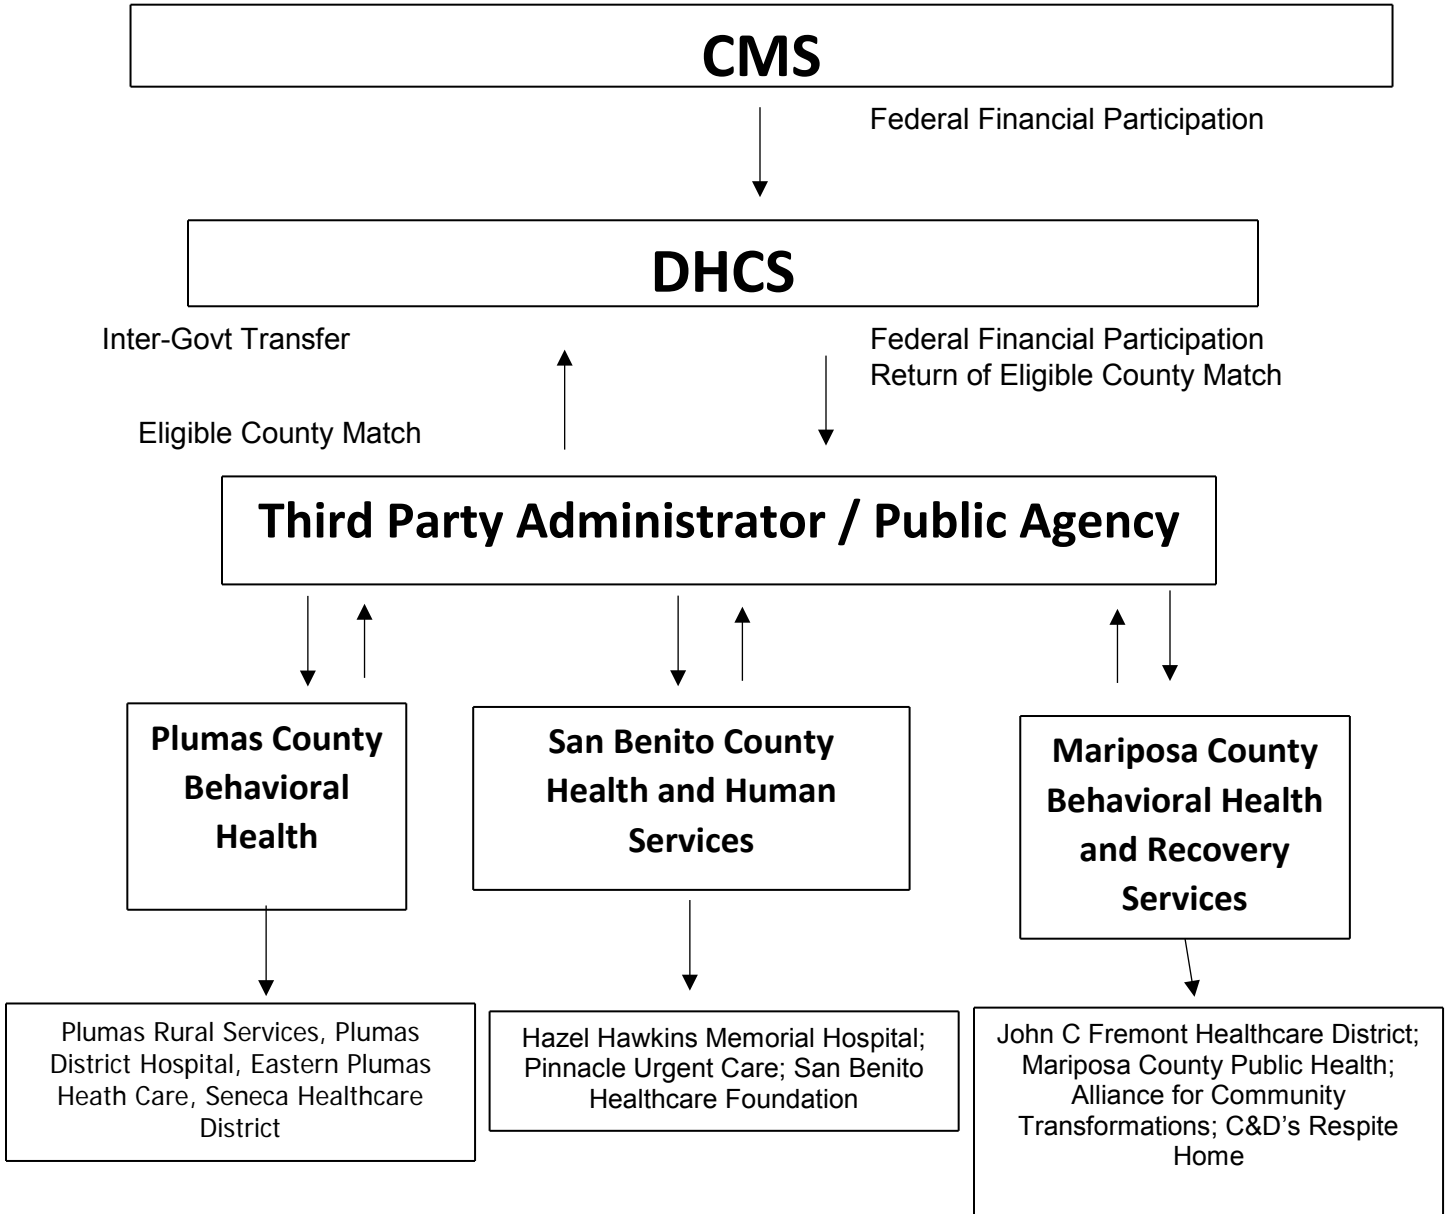 CMS
Federal Financial Participation
DHCS
Inter-Govt Transfer
Federal Financial Participation
Return of Eligible County Match
Eligible County Match
Third Party Administrator / Public Agency
Plumas County
Behavioral
Health
San Benito County
Health and Human
Services
Mariposa County
Behavioral Health
and Recovery
Services
Plumas Rural Services, Plumas
District Hospital, Eastern Plumas
Heath Care, Seneca Healthcare
District
Hazel Hawkins Memorial Hospital;
Pinnacle Urgent Care; San Benito
Healthcare Foundation
John C Fremont Healthcare District;
Mariposa County Public Health;
Alliance for Community
Transformations; C&D’s Respite
Home